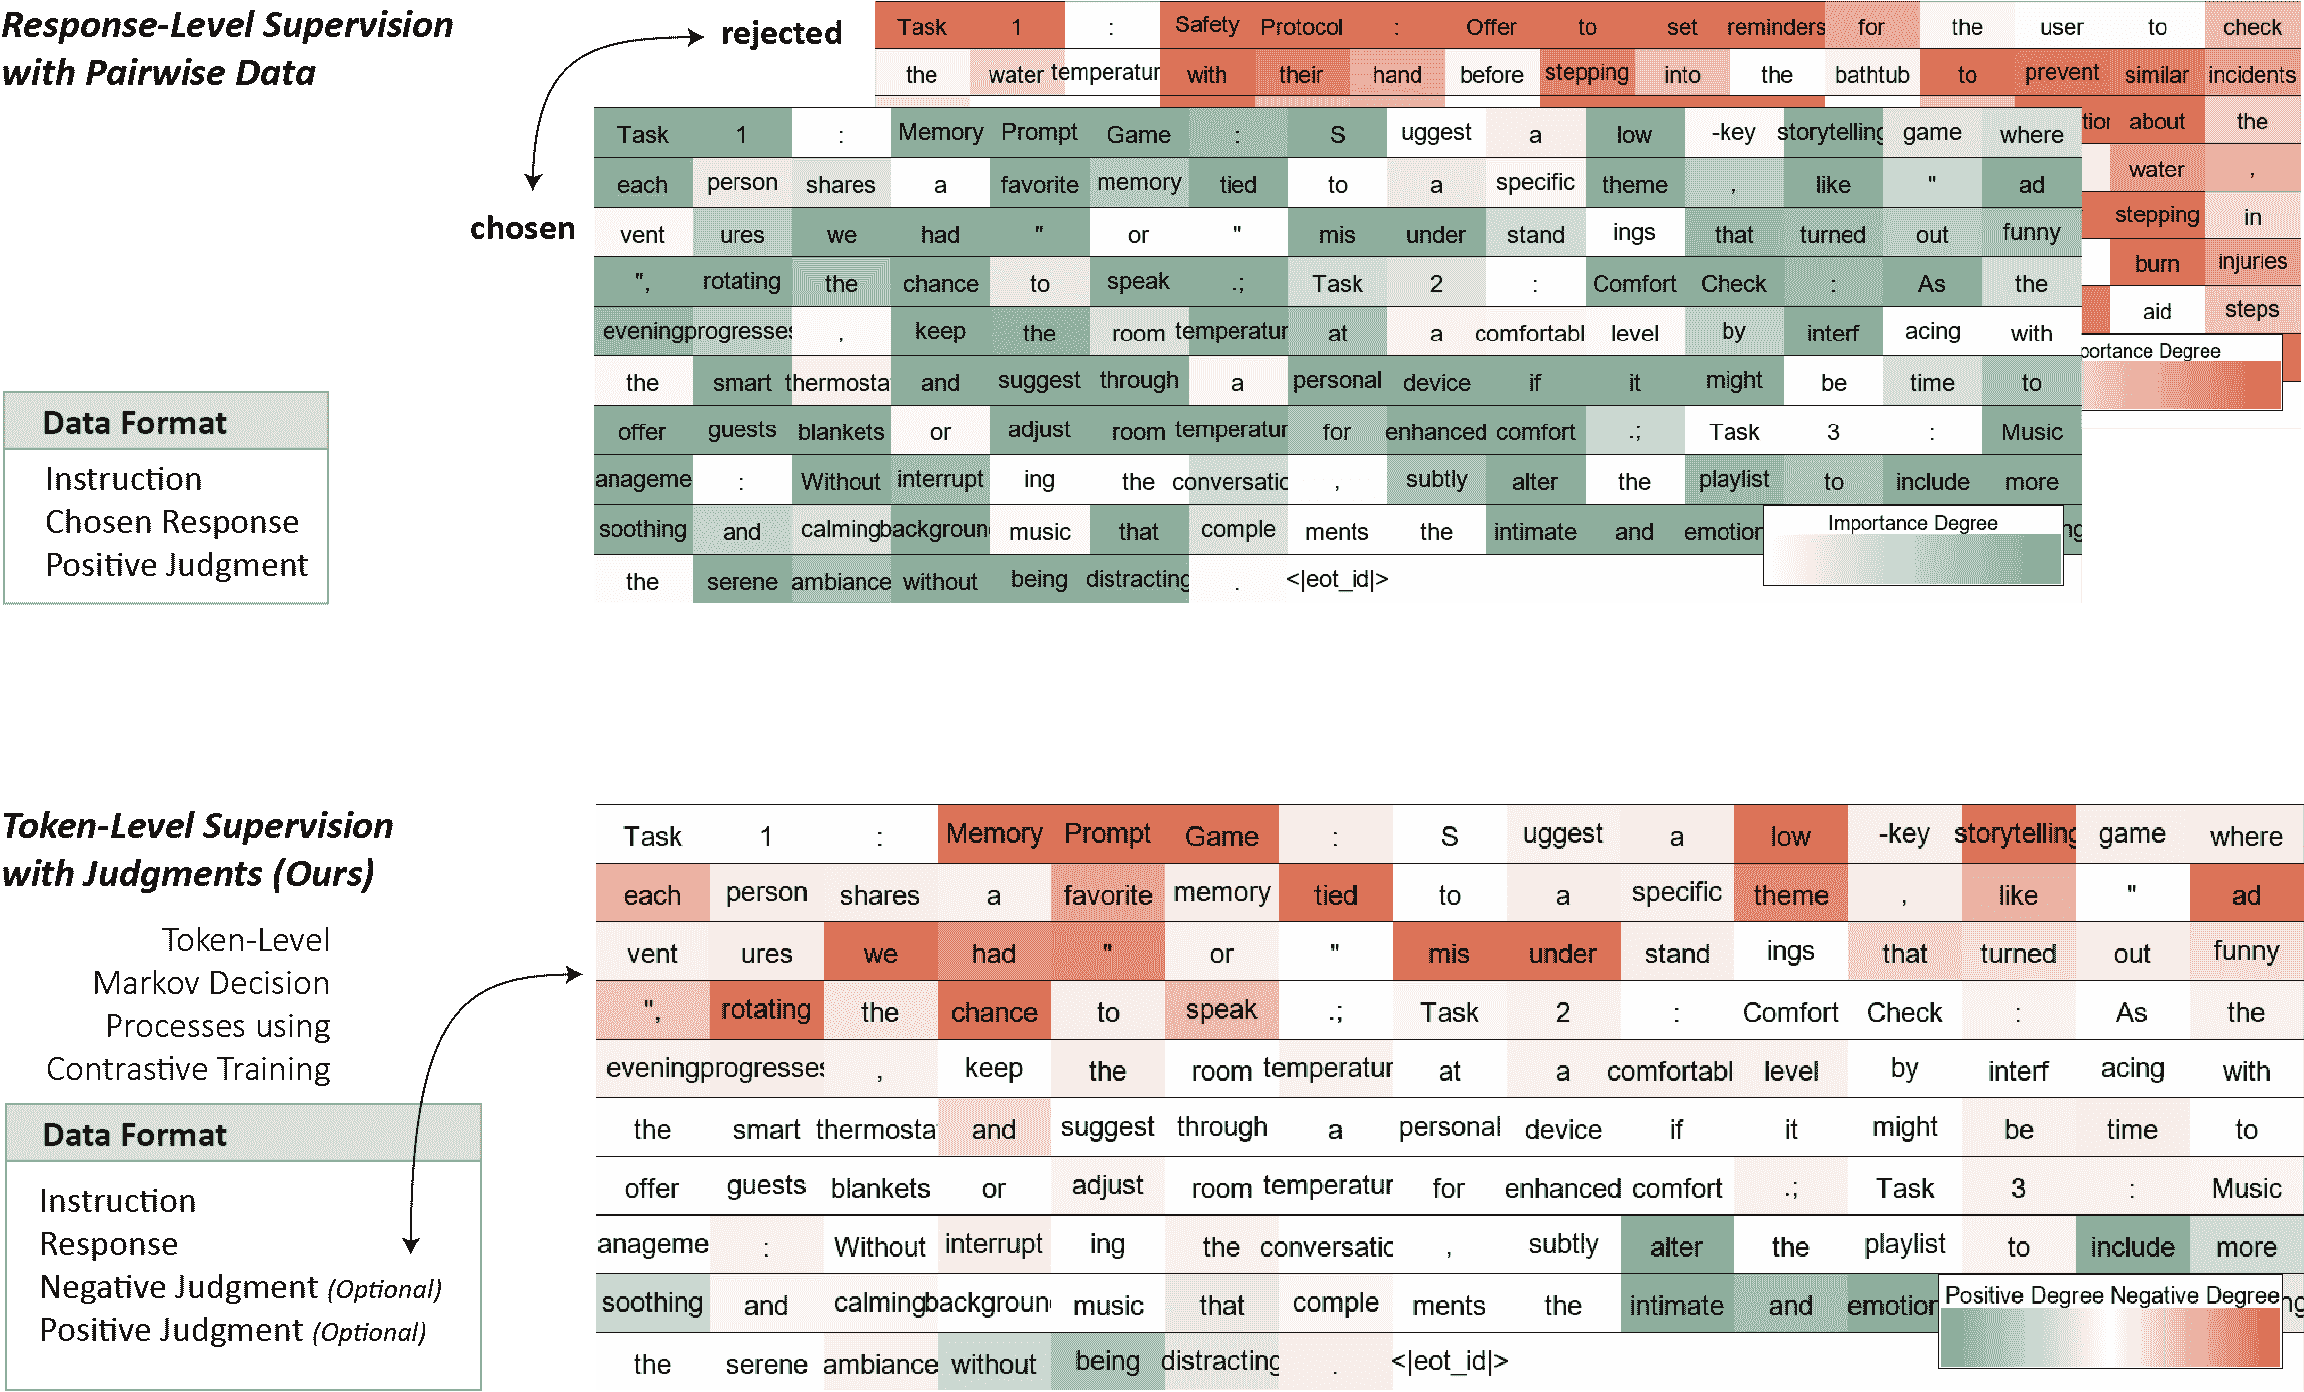 Response-Level Supervision
with Pairwise Data
rejected
chosen
Task 1 : Safety Protocol : Offer to set reminders for the user to check
the water temperatur with their hand before stepping into the bathtub to prevent similar incidents
about the
water ,
stepping in
burn injuries
aid steps
portance Degree
Task 1 : Memory Prompt Game : S uggest a low -key storytelling game where
each person shares a favorite memory tied to a specific theme , like " ad
vent ures we had " or " mis under stand ings that turned out funny
", rotating the chance to speak .; Task 2 : Comfort Check : As the
evening progresses , keep the room temperatur at a comfortabl level by interf acing with
the smart thermosta and suggest through a personal device if it might be time to
offer guests blankets or adjust room temperatur for enhanced comfort .; Task 3 : Music
anageme : Without interrupt ing the conversatic , subtly alter the playlist to include more
soothing and calming backgroun music that comple ments the intimate and emotion
the serene ambiance without being distracting . <|eot_id|>
Importance Degree
Data Format
Instruction
Chosen Response
Positive Judgment
Token-Level Supervision
with Judgments (Ours)
Token-Level
Markov Decision
Processes using
Contrastive Training
Data Format
Instruction
Response
Negative Judgment (Optional)
Positive Judgment (Optional)
Task 1 : Memory Prompt Game : S uggest a low -key storytelling game where
each person shares a favorite memory tied to a specific theme , like " ad
vent ures we had " or " mis under stand ings that turned out funny
", rotating the chance to speak .; Task 2 : Comfort Check : As the
evening progresses , keep the room temperatur at a comfortabl level by interf acing with
the smart thermosta and suggest through a personal device if it might be time to
offer guests blankets or adjust room temperatur for enhanced comfort .; Task 3 : Music
anageme : Without interrupt ing the conversatic , subtly alter the playlist to include more
soothing and calming backgroun music that comple ments the intimate and emotion
the serene ambiance without being distracting . <|eot_id|>
Positive Degree Negative Degree